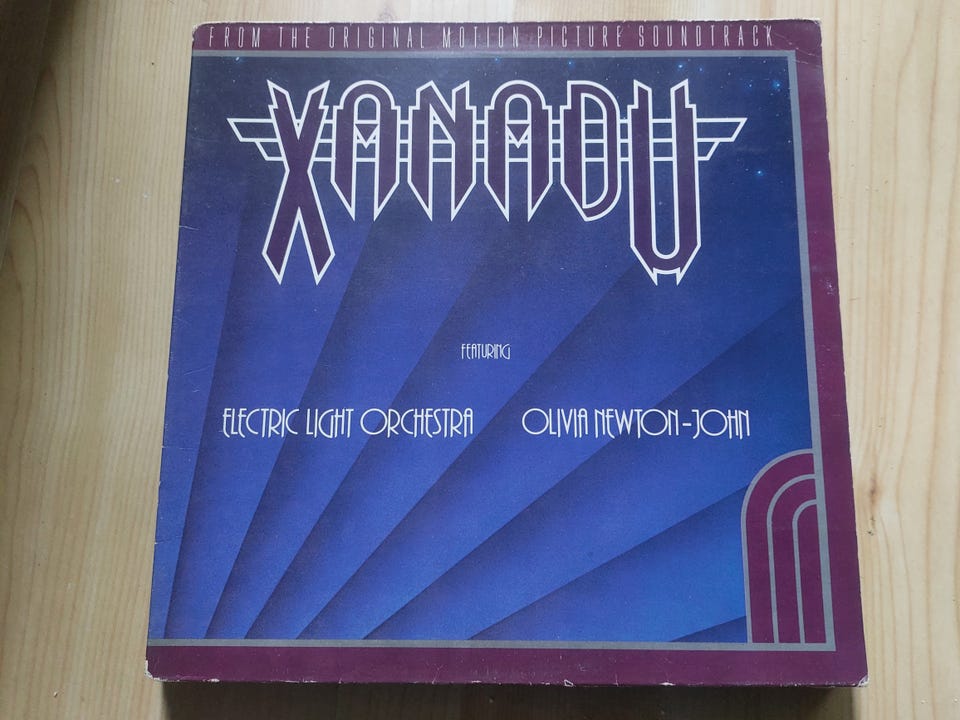 FROM THE ORIGINAL MOTION PICTURE SOUNDTRACK
XANADU
FEATURING
ELECTRIC LIGHT ORCHESTRA OLIVIA NEWTON-JOHN